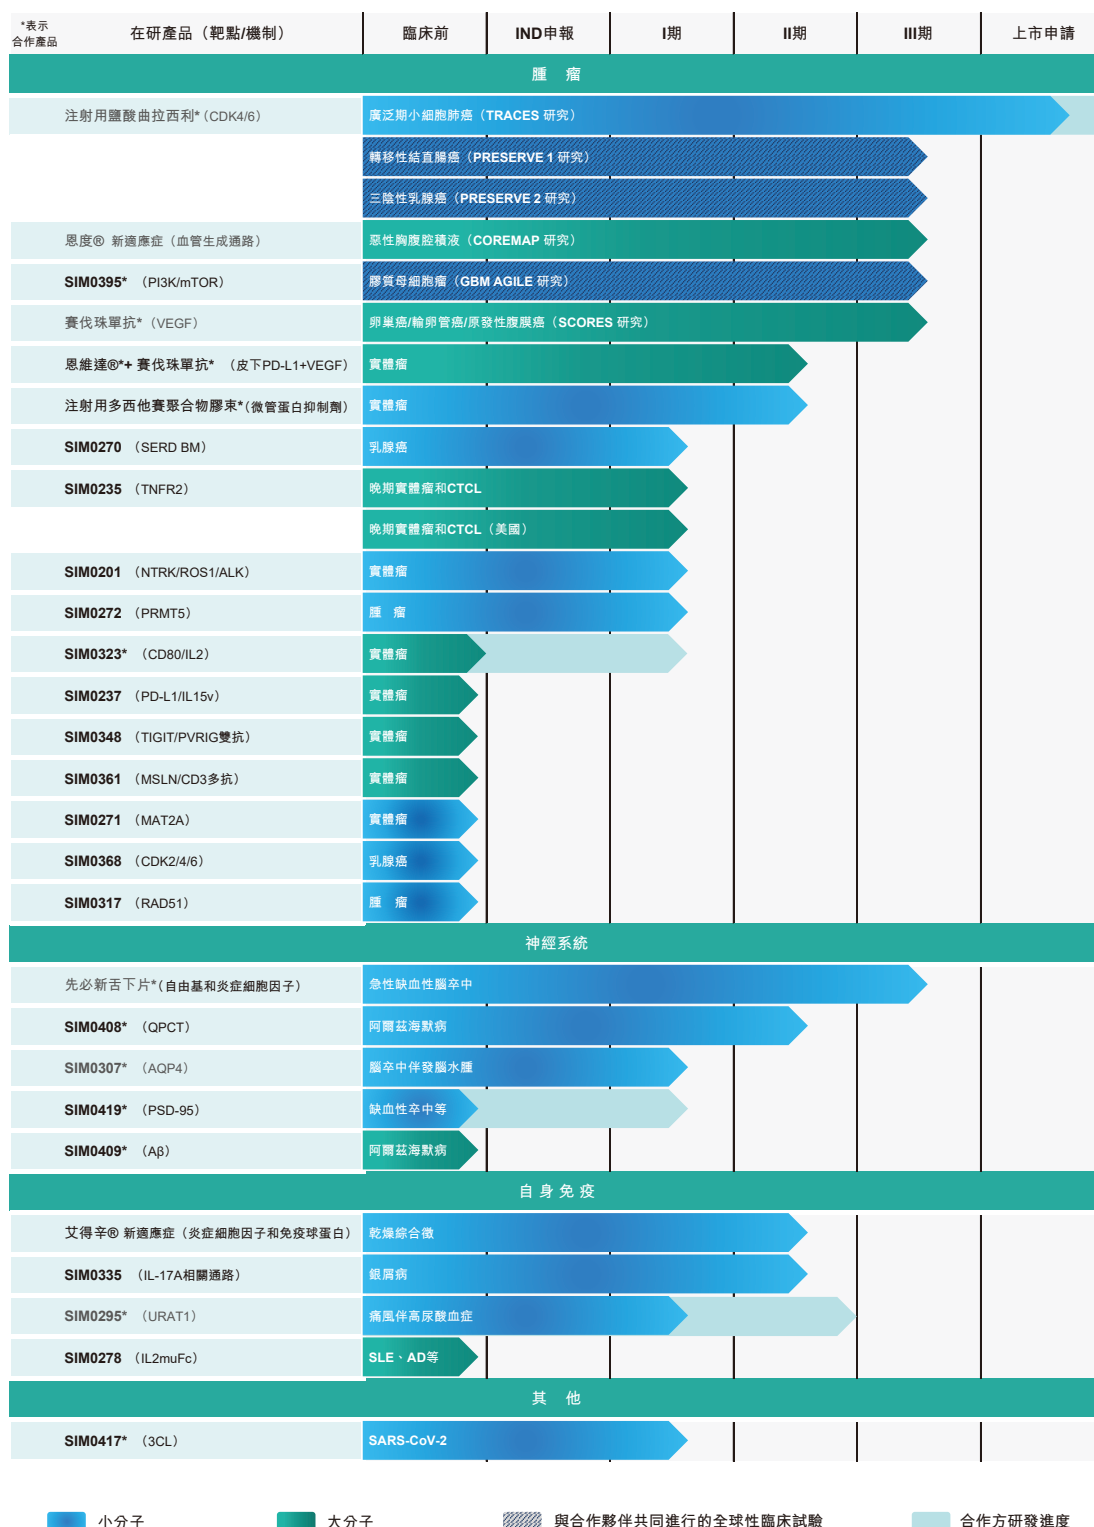 *表示
合作產品
在研產品（靶點/機制） 臨床前 IND申報 I期 II期 III期 上市申請
腫 瘤
注射用鹽酸曲拉西利*（CDK4/6） 廣泛期小細胞肺癌（TRACES 研究）
轉移性結直腸癌（PRESERVE 1 研究）
三陰性乳腺癌（PRESERVE 2 研究）
恩度® 新適應症（血管生成通路） 惡性胸腹腔積液（COREMAP 研究）
SIM0395*（PI3K/mTOR） 膠質母細胞瘤（GBM AGILE 研究）
賽伐珠單抗*（VEGF） 卵巢癌/輸卵管癌/原發性腹膜癌（SCORES 研究）
恩維達®*+ 賽伐珠單抗*（皮下PD-L1+VEGF） 實體瘤
注射用多西他賽聚合物膠束*（微管蛋白抑制劑） 實體瘤
SIM0270（SERD BM） 乳腺癌
SIM0235（TNFR2） 晚期實體瘤和CTCL
晚期實體瘤和CTCL（美國）
SIM0201（NTRK/ROS1/ALK） 實體瘤
SIM0272（PRMT5） 腫 瘤
SIM0323*（CD80/IL2） 實體瘤
SIM0237（PD-L1/IL15v） 實體瘤
SIM0348（TIGIT/PVRIG雙抗） 實體瘤
SIM0361（MSLN/CD3多抗） 實體瘤
SIM0271（MAT2A） 實體瘤
SIM0368（CDK2/4/6） 乳腺癌
SIM0317（RAD51） 腫 瘤
神經系統
先必新舌下片*（自由基和炎症細胞因子） 急性缺血性腦卒中
SIM0408*（QPCT） 阿爾茲海默病
SIM0307*（AQP4） 腦卒中伴發腦水腫
SIM0419*（PSD-95） 缺血性卒中等
SIM0409*（Aβ） 阿爾茲海默病
自身免疫
艾得辛® 新適應症（炎症細胞因子和免疫球蛋白） 乾燥綜合徵
SIM0335（IL-17A相關通路） 銀屑病
SIM0295*（URAT1） 痛風伴高尿酸血症
SIM0278（IL2muFc） SLE、AD等
其 他
SIM0417*（3CL） SARS-CoV-2
小分子 大分子 與合作夥伴共同進行的全球性臨床試驗 合作方研發進度